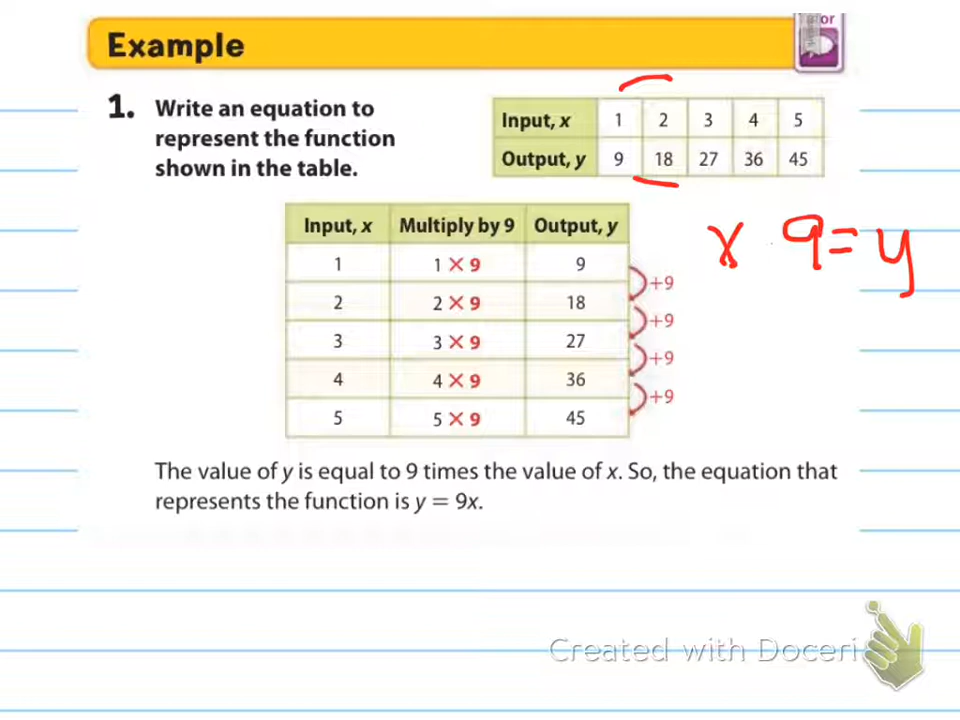 or
Example
1. Write an equation to
represent the function
shown in the table.
Input, x 1 2 3 4 5
Output, y 9 18 27 36 45
x · 9 = y
Input, x Multiply by 9 Output, y
1 1 × 9 9
+9
2 2 × 9 18
+9
3 3 × 9 27
+9
4 4 × 9 36
+9
5 5 × 9 45
The value of y is equal to 9 times the value of x. So, the equation that
represents the function is y = 9x.
Created with Doceri